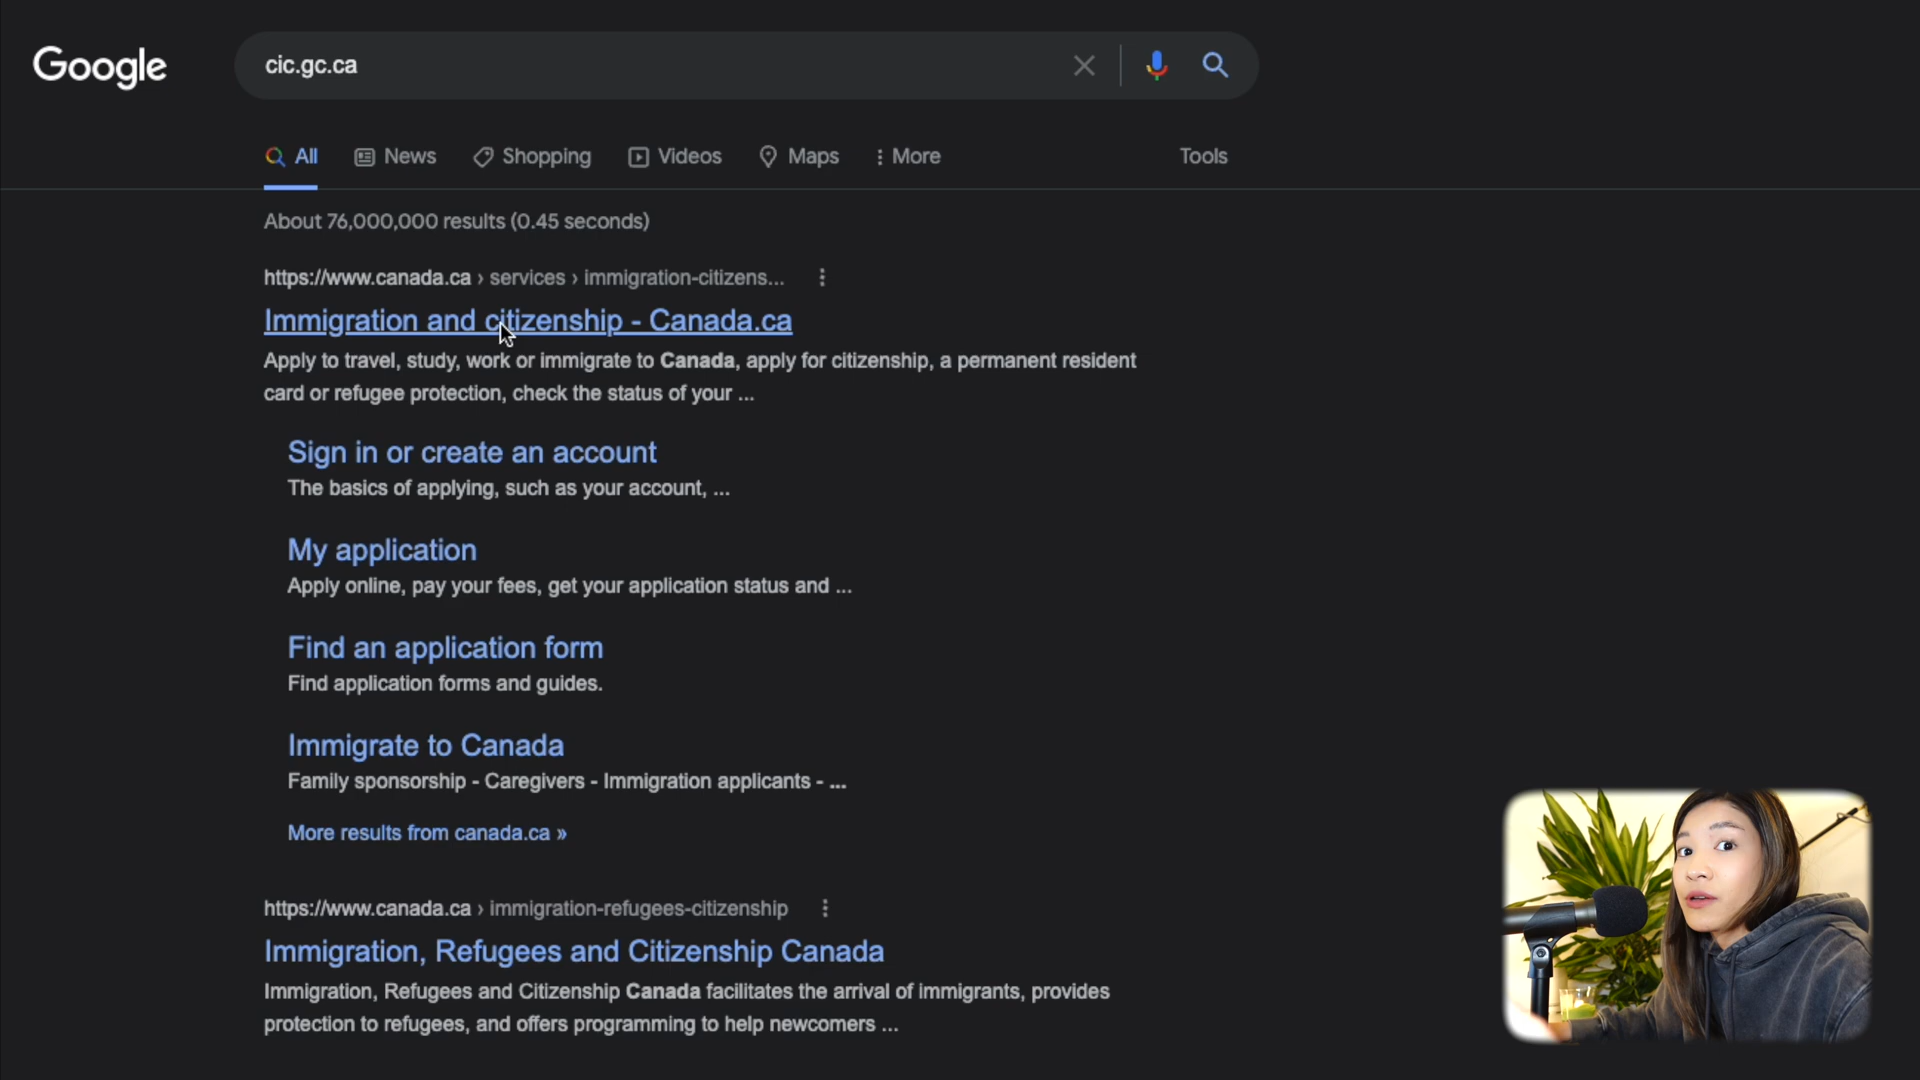 Google
cic.gc.ca
All
News
Shopping
Videos
Maps
More
Tools
About 76,000,000 results (0.45 seconds)
https://www.canada.ca › services › immigration-citizens...
Immigration and citizenship - Canada.ca
Apply to travel, study, work or immigrate to Canada, apply for citizenship, a permanent resident
card or refugee protection, check the status of your ...
Sign in or create an account
The basics of applying, such as your account, ...
My application
Apply online, pay your fees, get your application status and ...
Find an application form
Find application forms and guides.
Immigrate to Canada
Family sponsorship - Caregivers - Immigration applicants - ...
More results from canada.ca »
https://www.canada.ca › immigration-refugees-citizenship
Immigration, Refugees and Citizenship Canada
Immigration, Refugees and Citizenship Canada facilitates the arrival of immigrants, provides
protection to refugees, and offers programming to help newcomers ...